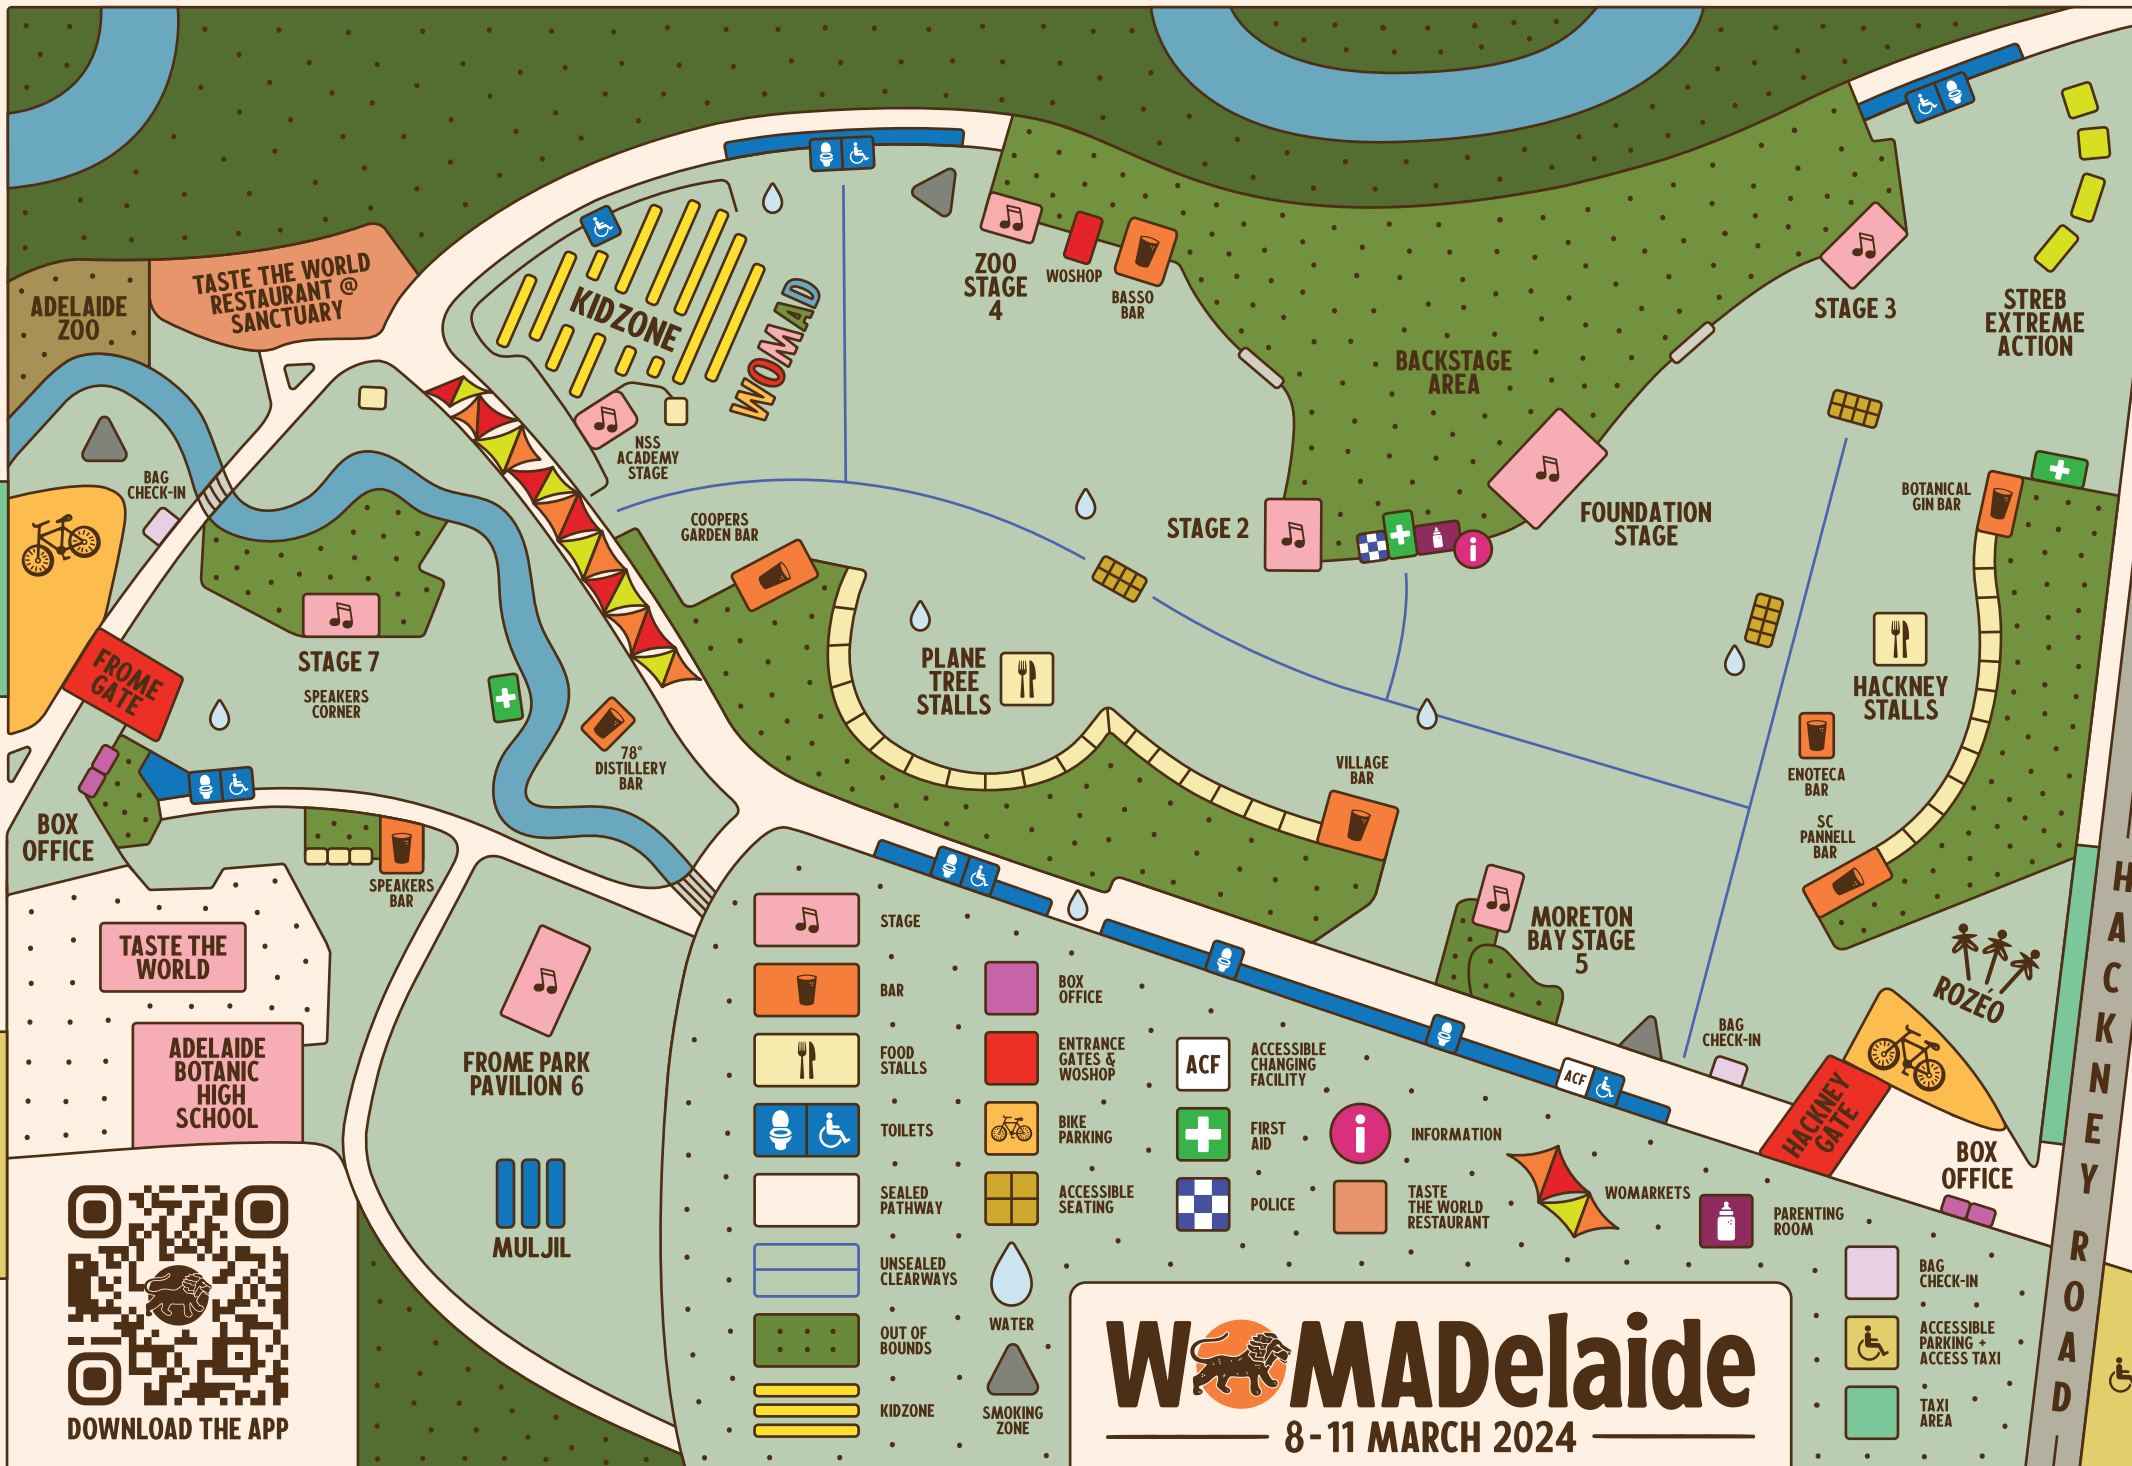 TASTE THE WORLD
RESTAURANT @
SANCTUARY
ADELAIDE
ZOO
KIDZONE
WOMAD
ZOO
STAGE
4
WOSHOP
BASSO
BAR
BACKSTAGE
AREA
STAGE 3
STREB
EXTREME
ACTION
BAG
CHECK-IN
NSS
ACADEMY
STAGE
COOPERS
GARDEN BAR
STAGE 2
FOUNDATION
STAGE
i
BOTANICAL
GIN BAR
FROME
GATE
STAGE 7
SPEAKERS
CORNER
78°
DISTILLERY
BAR
PLANE
TREE
STALLS
HACKNEY
STALLS
VILLAGE
BAR
ENOTECA
BAR
SC
PANNELL
BAR
BOX
OFFICE
SPEAKERS
BAR
MORETON
BAY STAGE
5
ROZÉO
TASTE THE
WORLD
ADELAIDE
BOTANIC
HIGH
SCHOOL
FROME PARK
PAVILION 6
MULJIL
ACF
BAG
CHECK-IN
HACKNEY
GATE
BOX
OFFICE
HACKNEY ROAD
STAGE
BAR
FOOD
STALLS
TOILETS
SEALED
PATHWAY
UNSEALED
CLEARWAYS
OUT OF
BOUNDS
KIDZONE
BOX
OFFICE
ENTRANCE
GATES &
WOSHOP
BIKE
PARKING
ACCESSIBLE
SEATING
WATER
SMOKING
ZONE
ACF
ACCESSIBLE
CHANGING
FACILITY
FIRST
AID
POLICE
i
INFORMATION
TASTE
THE WORLD
RESTAURANT
WOMARKETS
PARENTING
ROOM
BAG
CHECK-IN
ACCESSIBLE
PARKING +
ACCESS TAXI
TAXI
AREA
DOWNLOAD THE APP
WOMADelaide
8-11 MARCH 2024